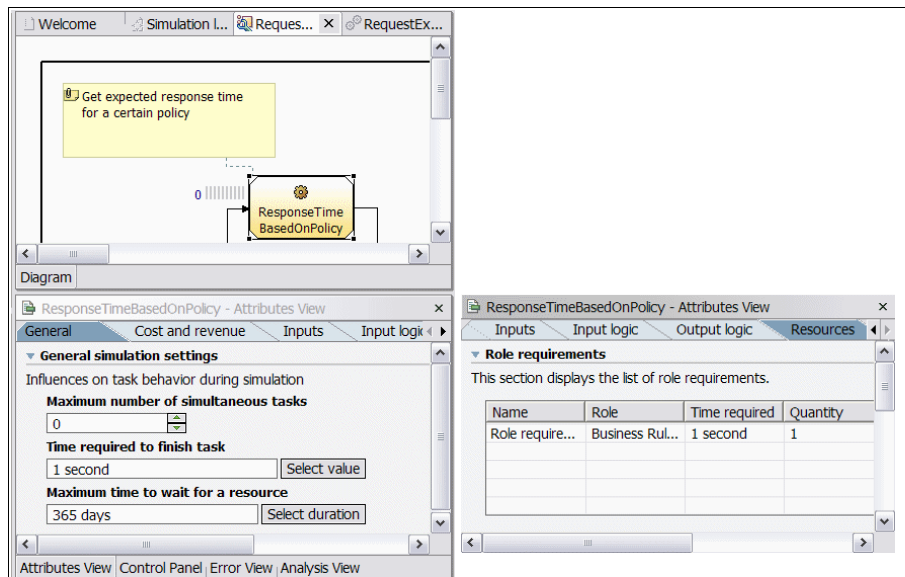 Welcome
Simulation l...
Reques...
RequestEx...
Get expected response time
for a certain policy
0
ResponseTime
BasedOnPolicy
Diagram
ResponseTimeBasedOnPolicy - Attributes View
General Cost and revenue Inputs Input logic
General simulation settings
Influences on task behavior during simulation
Maximum number of simultaneous tasks
0
Time required to finish task
1 second Select value
Maximum time to wait for a resource
365 days Select duration
Attributes View Control Panel Error View Analysis View
ResponseTimeBasedOnPolicy - Attributes View
Inputs Input logic Output logic Resources
Role requirements
This section displays the list of role requirements.
Name Role Time required Quantity
Role require... Business Rul... 1 second 1